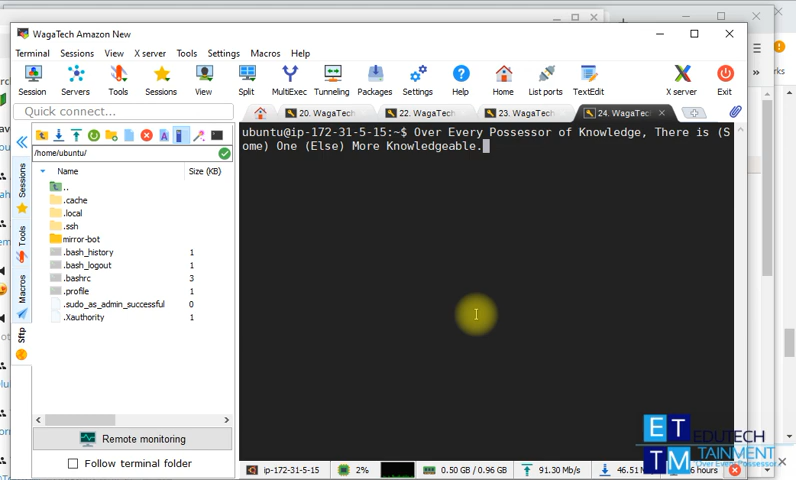 WagaTech Amazon New
Terminal Sessions View X server Tools Settings Macros Help
Session Servers Tools Sessions View Split MultiExec Tunneling Packages Settings Help Home List ports TextEdit X server Exit
Quick connect...
20. WagaTech
22. WagaTech
23. WagaTech
24. WagaTec
/home/ubuntu/
Name Size (KB)
..
.cache
.local
.ssh
mirror-bot
.bash_history 1
.bash_logout 1
.bashrc 3
.profile 1
.sudo_as_admin_successful 0
.Xauthority 1
Sessions
Tools
Macros
Sftp
ubuntu@ip-172-31-5-15:~$ Over Every Possessor of Knowledge, There is (S
ome) One (Else) More Knowledgeable.
Remote monitoring
Follow terminal folder
ip-172-31-5-15 2% 0.50 GB / 0.96 GB 91.30 Mb/s 46.51 M hours
ET
TM
EDUTECH
TAINMENT
Over Every Possessor